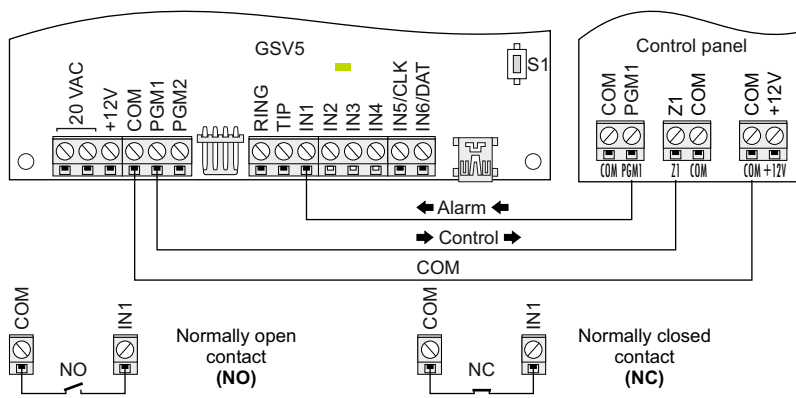 GSV5
S1
20 VAC
+12V
COM
PGM1
PGM2
RING
TIP
IN1
IN2
IN3
IN4
IN5/CLK
IN6/DAT
Control panel
COM
PGM1
Z1
COM
COM
+12V
COM PGM1
Z1 COM
COM +12V
Alarm
Control
COM
COM
IN1
NO
Normally open
contact
(NO)
COM
IN1
NC
Normally closed
contact
(NC)